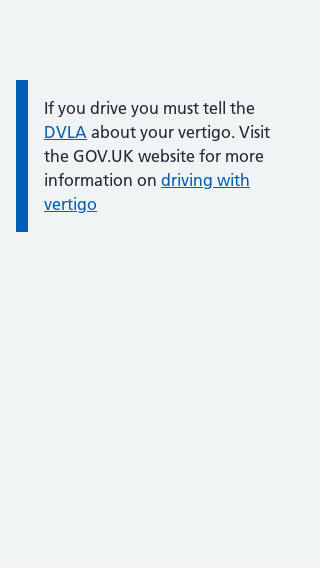 If you drive you must tell the
DVLA about your vertigo. Visit
the GOV.UK website for more
information on driving with
vertigo